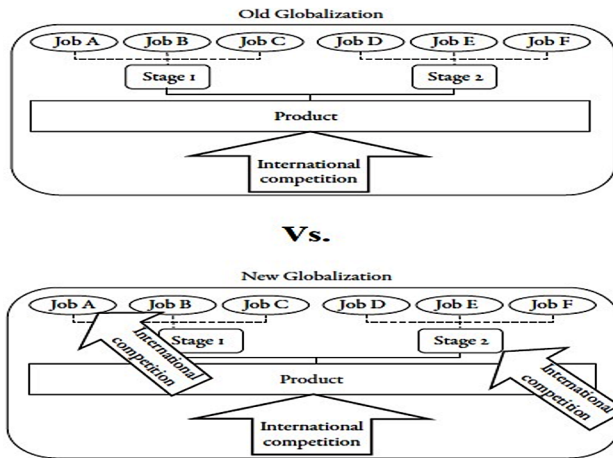 Old Globalization
Job A Job B Job C Job D Job E Job F
Stage 1 Stage 2
Product
International
competition
Vs.
New Globalization
Job A Job B Job C Job D Job E Job F
Stage 1 Stage 2
International
competition
Product
International
competition
International
competition